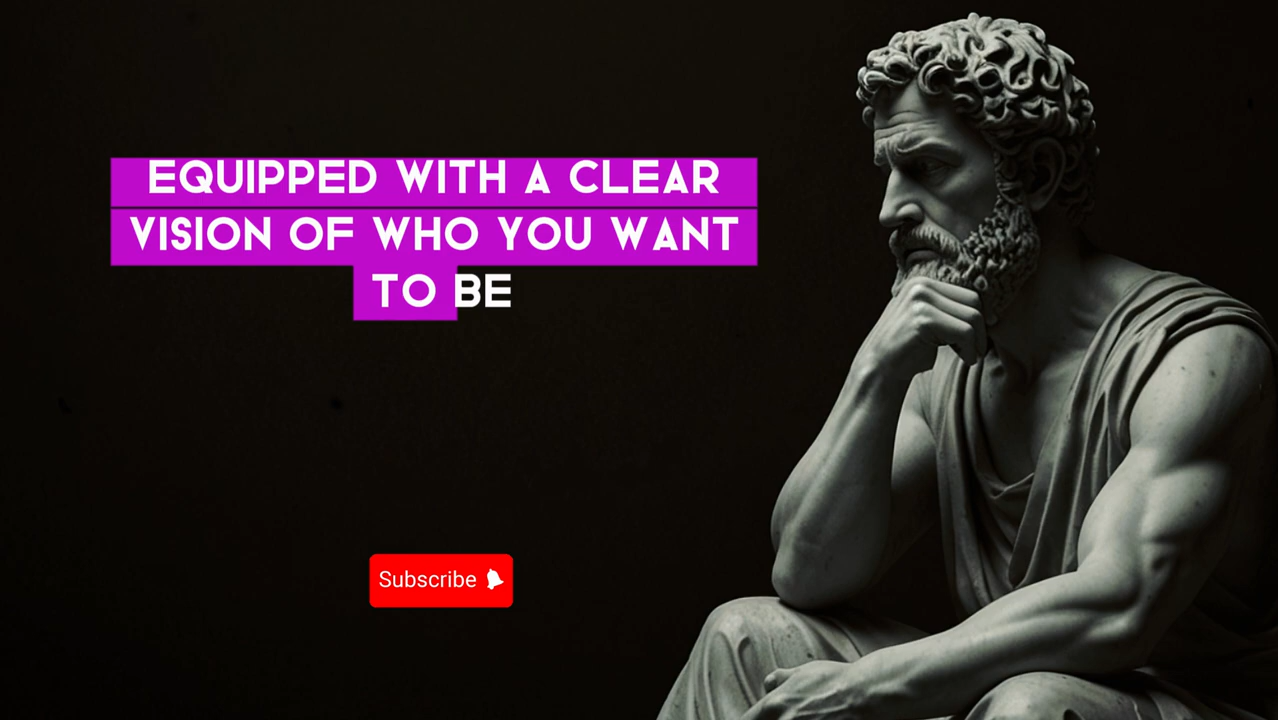 EQUIPPED WITH A CLEAR
VISION OF WHO YOU WANT
TO BE
Subscribe